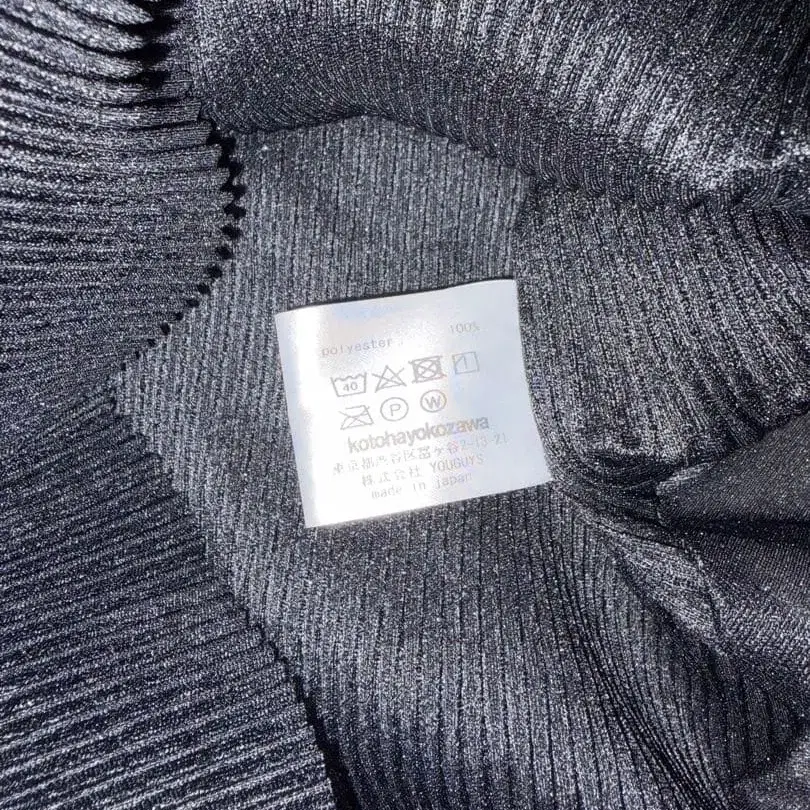 polyester 100%
40
P W
kotohayokozawa
東京都渋谷区富ヶ谷2-13-21
株式会社 YOUGUYS
made in japan